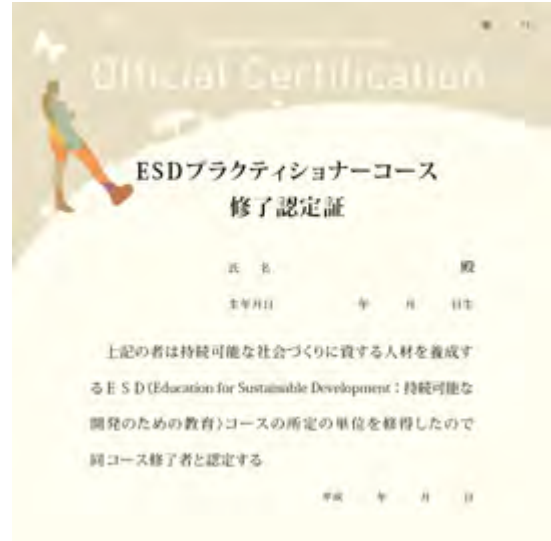 Official Certification
ESDプラクティショナーコース
修了認定証
氏 名 殿
生年月日 年 月 日生
上記の者は持続可能な社会づくりに資する人材を養成す
るＥＳＤ(Education for Sustainable Development：持続可能な
開発のための教育)コースの所定の単位を修得したので
同コース修了者と認定する
平成 年 月 日